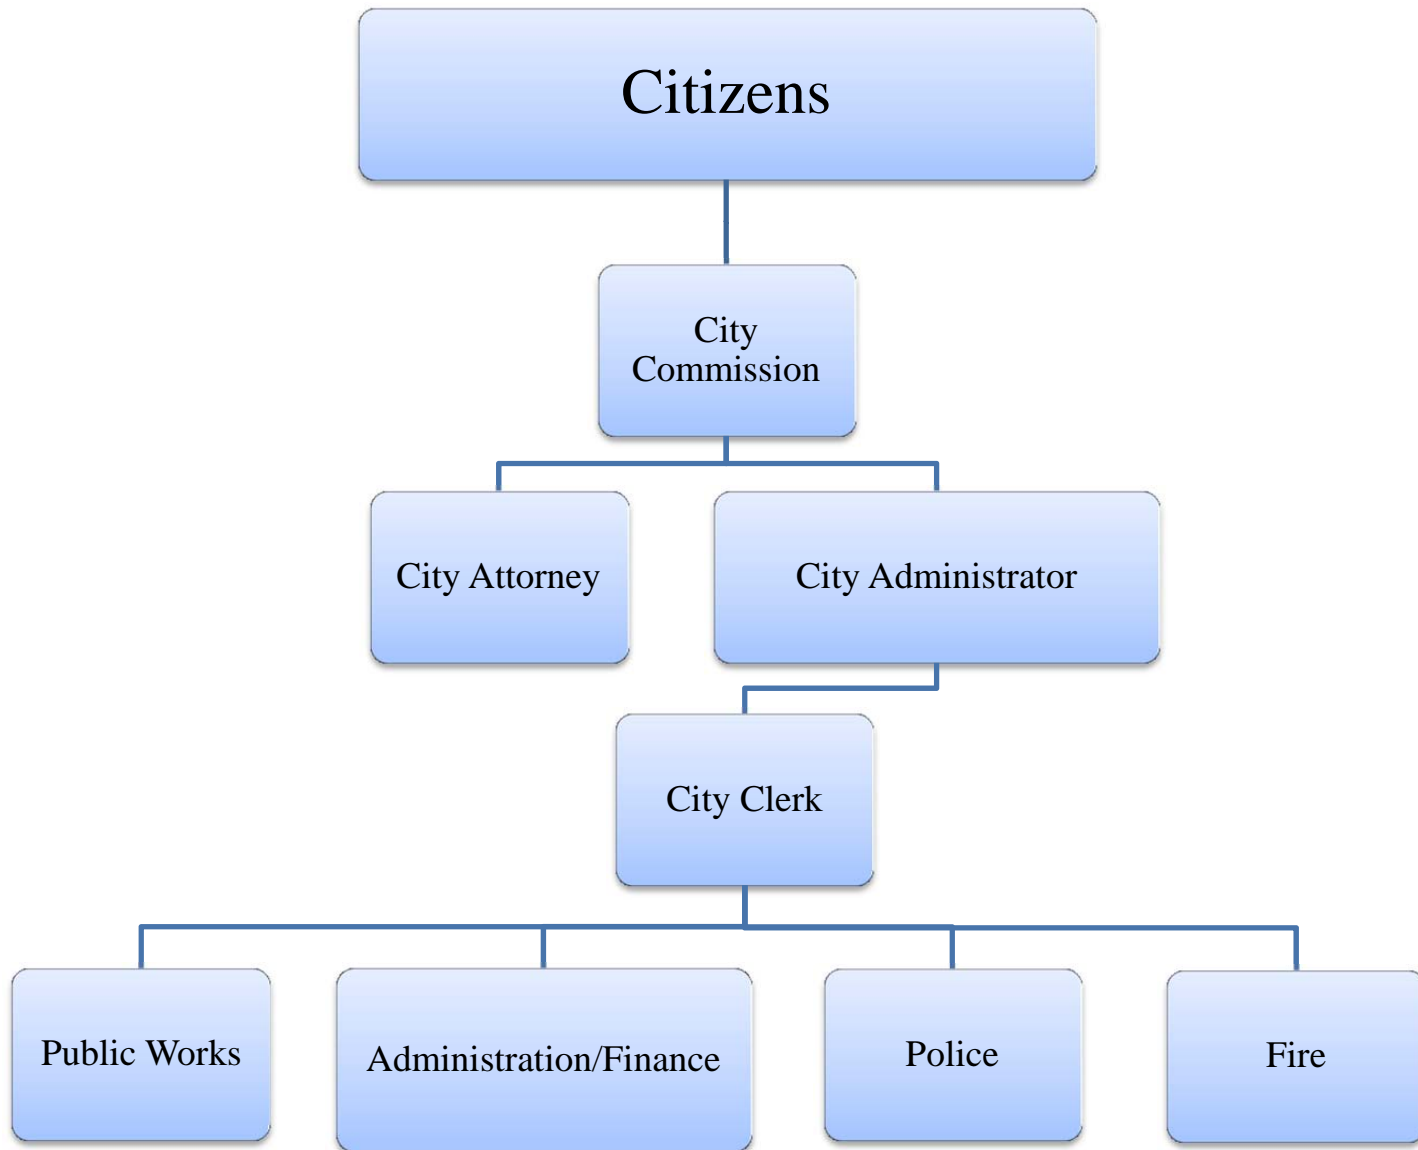 Citizens
City
Commission
City Attorney
City Administrator
City Clerk
Public Works
Administration/Finance
Police
Fire